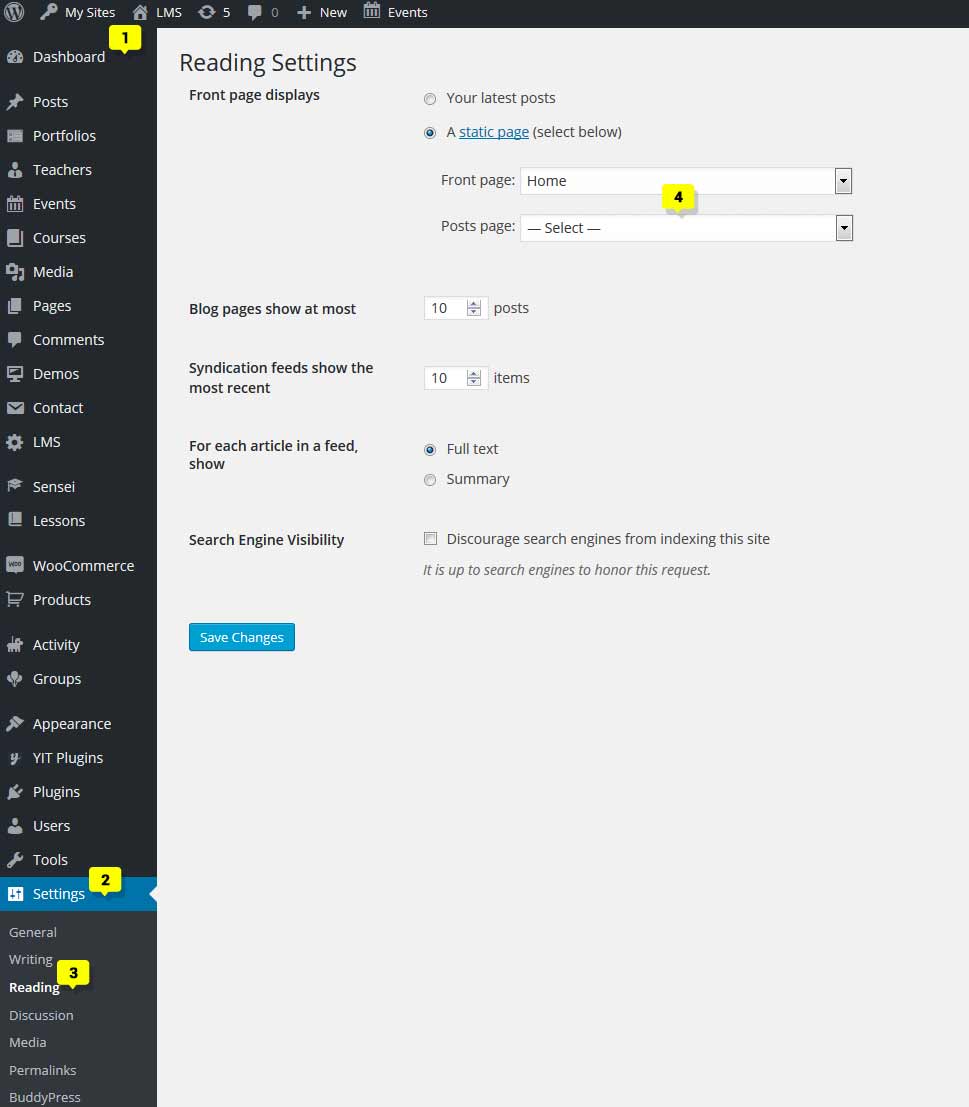 My Sites LMS 5 0 New Events
1
Dashboard
Posts
Portfolios
Teachers
Events
Courses
Media
Pages
Comments
Demos
Contact
LMS
Sensei
Lessons
WOO WooCommerce
Products
Activity
Groups
Appearance
YIT Plugins
Plugins
Users
Tools
2
Settings
General
Writing
3
Reading
Discussion
Media
Permalinks
BuddyPress
Reading Settings
Front page displays
Your latest posts
A static page (select below)
Front page: Home
4
Posts page: — Select —
Blog pages show at most 10 posts
Syndication feeds show the
most recent
10 items
For each article in a feed,
show
Full text
Summary
Search Engine Visibility
Discourage search engines from indexing this site
It is up to search engines to honor this request.
Save Changes